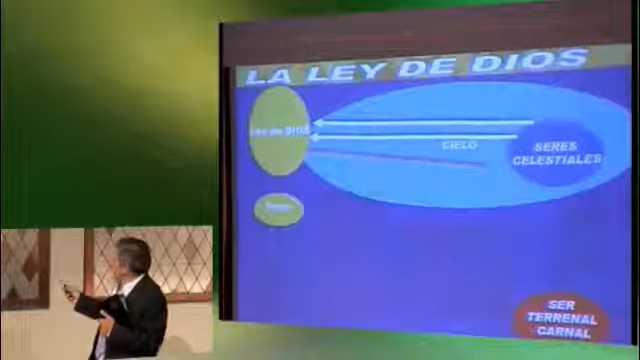 LA LEY DE DIOS
Ley de DIOS
CIELO
SERES
CELESTIALES
SER
TERRENAL
CARNAL